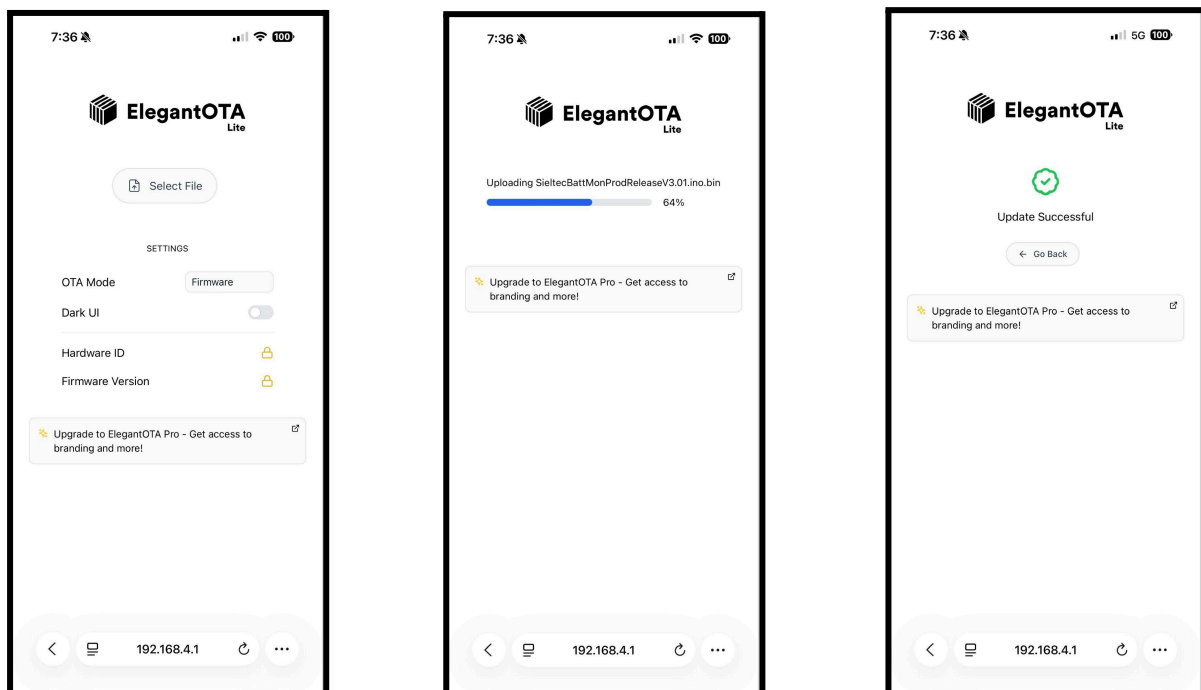 7:36
100
ElegantOTA
Lite
Select File
SETTINGS
OTA Mode
Firmware
Dark UI
Hardware ID
Firmware Version
Upgrade to ElegantOTA Pro - Get access to
branding and more!
192.168.4.1
7:36
100
ElegantOTA
Lite
Uploading SieltecBattMonProdReleaseV3.01.ino.bin
64%
Upgrade to ElegantOTA Pro - Get access to
branding and more!
192.168.4.1
7:36
5G 100
ElegantOTA
Lite
Update Successful
← Go Back
Upgrade to ElegantOTA Pro - Get access to
branding and more!
192.168.4.1